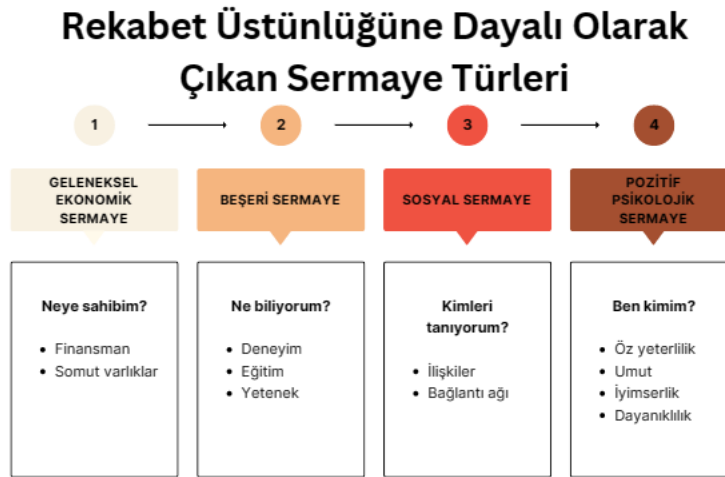 Rekabet Üstünlüğüne Dayalı Olarak
Çıkan Sermaye Türleri
1
2
3
4
GELENEKSEL
EKONOMİK
SERMAYE
BEŞERİ SERMAYE
SOSYAL SERMAYE
POZİTİF
PSİKOLOJİK
SERMAYE
Neye sahibim?
• Finansman
• Somut varlıklar
Ne biliyorum?
• Deneyim
• Eğitim
• Yetenek
Kimleri
tanıyorum?
• İlişkiler
• Bağlantı ağı
Ben kimim?
• Öz yeterlilik
• Umut
• İyimserlik
• Dayanıklılık